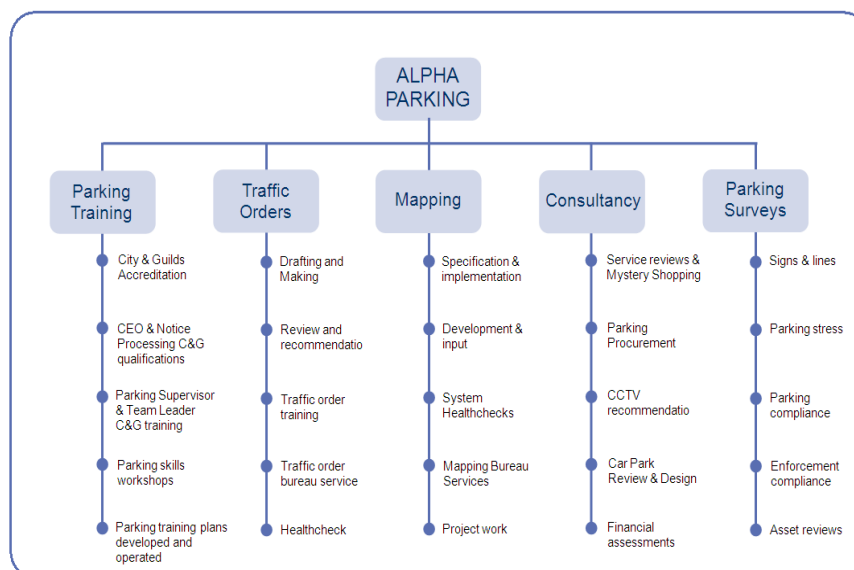 ALPHA
PARKING
Parking
Training
City & Guilds
Accreditation
CEO & Notice
Processing C&G
qualifications
Parking Supervisor
& Team Leader
C&G training
Parking skills
workshops
Parking training plans
developed and
operated
Traffic
Orders
Drafting and
Making
Review and
recommendatio
Traffic order
training
Traffic order
bureau service
Healthcheck
Mapping
Specification &
implementation
Development &
input
System
Healthchecks
Mapping Bureau
Services
Project work
Consultancy
Service reviews &
Mystery Shopping
Parking
Procurement
CCTV
recommendatio
Car Park
Review & Design
Financial
assessments
Parking
Surveys
Signs & lines
Parking stress
Parking
compliance
Enforcement
compliance
Asset reviews